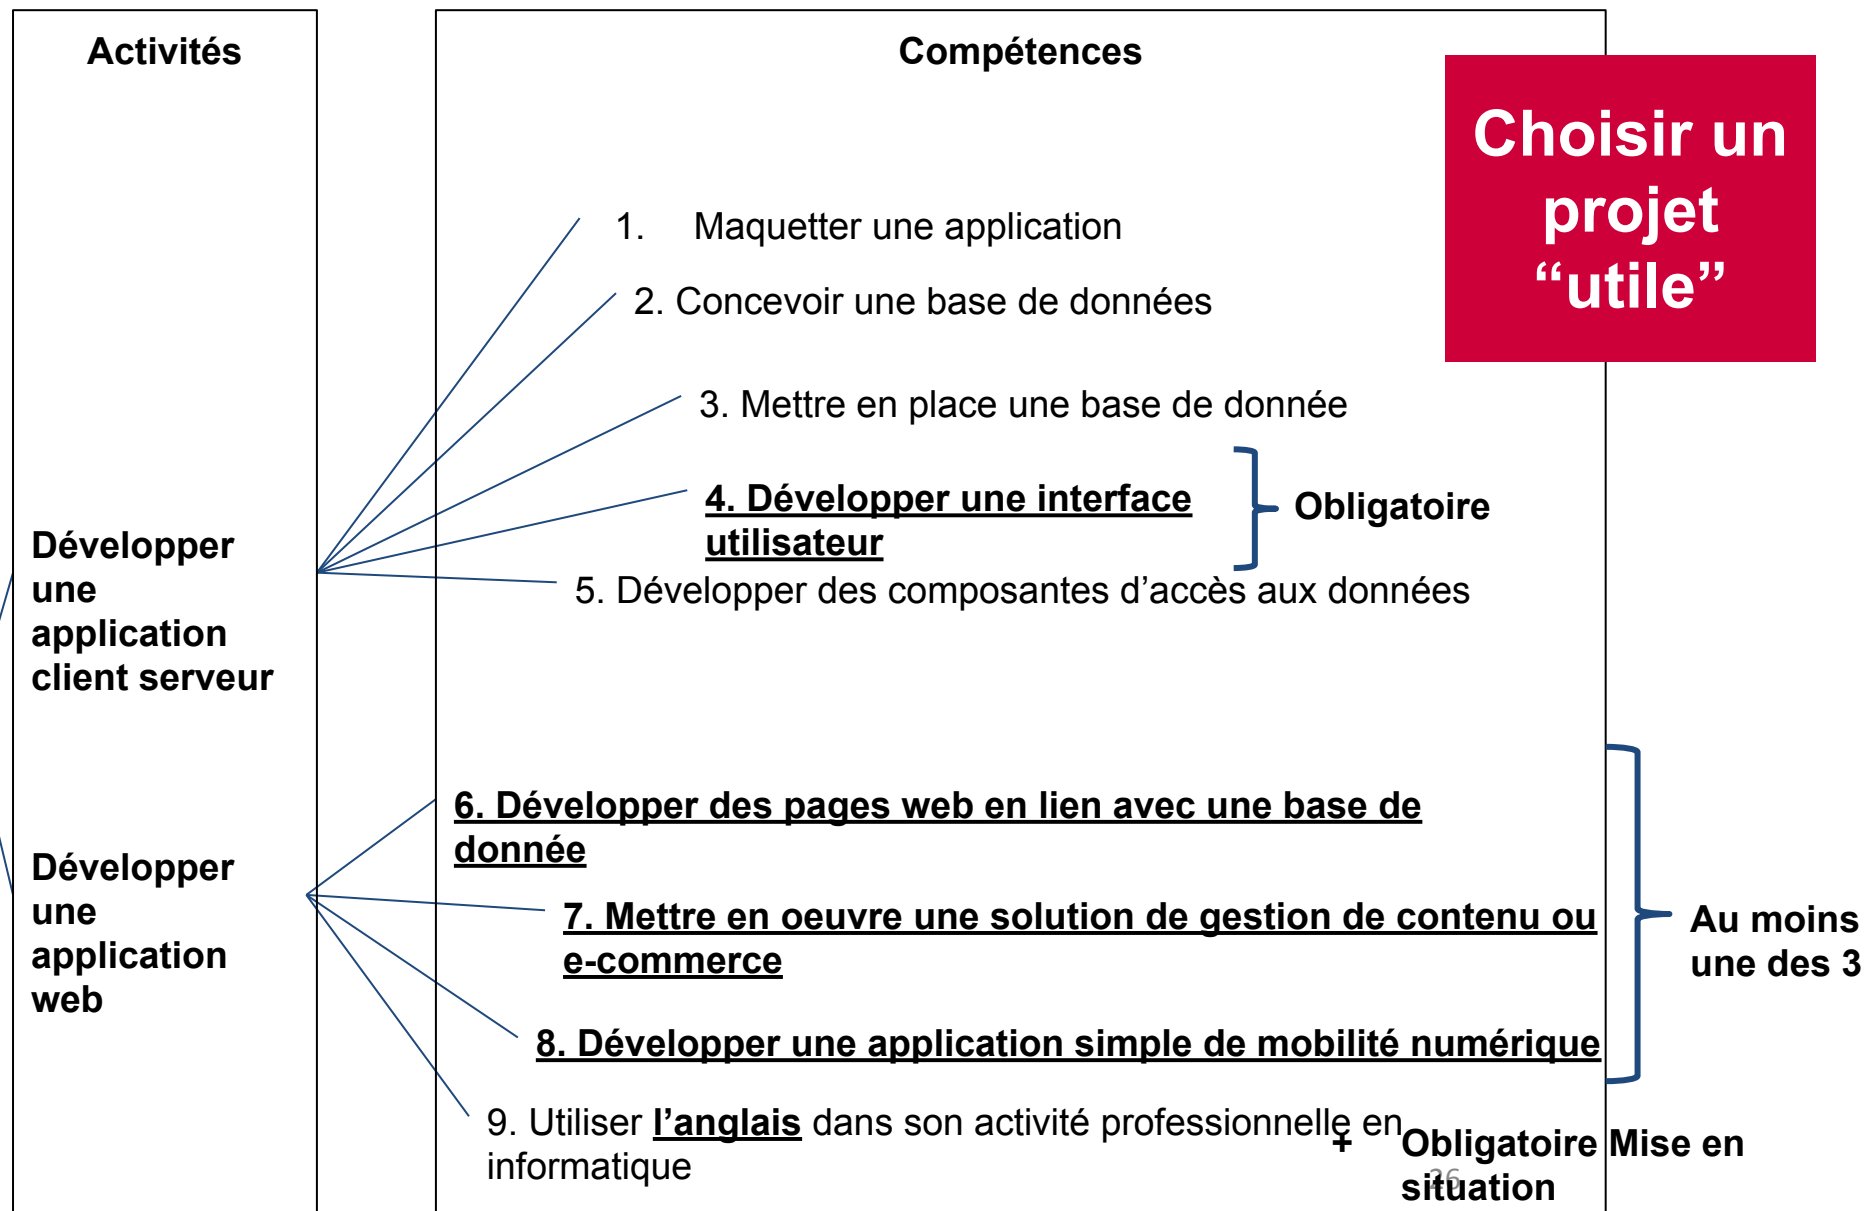 Activités
Compétences
Choisir un
projet
“utile”
1. Maquetter une application
2. Concevoir une base de données
3. Mettre en place une base de donnée
4. Développer une interface
utilisateur
Obligatoire
5. Développer des composantes d’accès aux données
Développer
une
application
client serveur
6. Développer des pages web en lien avec une base de
donnée
7. Mettre en oeuvre une solution de gestion de contenu ou
e-commerce
8. Développer une application simple de mobilité numérique
Au moins
une des 3
Développer
une
application
web
9. Utiliser l’anglais dans son activité professionnelle en
informatique
+ Obligatoire Mise en
situation
26